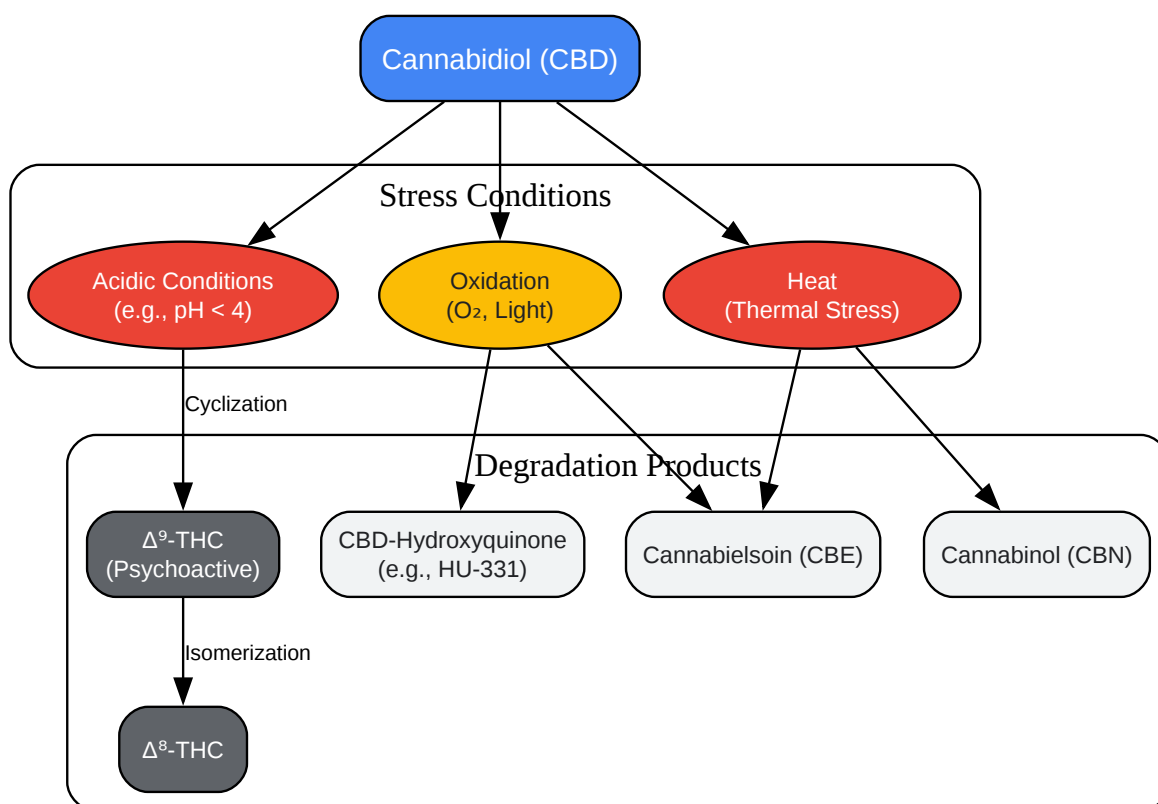 Cannabidiol (CBD)
Stress Conditions
Acidic Conditions
(e.g., pH < 4)
Oxidation
(O₂, Light)
Heat
(Thermal Stress)
Cyclization
Degradation Products
Δ⁹-THC
(Psychoactive)
CBD-Hydroxyquinone
(e.g., HU-331)
Cannabielsoin (CBE)
Cannabinol (CBN)
Isomerization
Δ⁸-THC